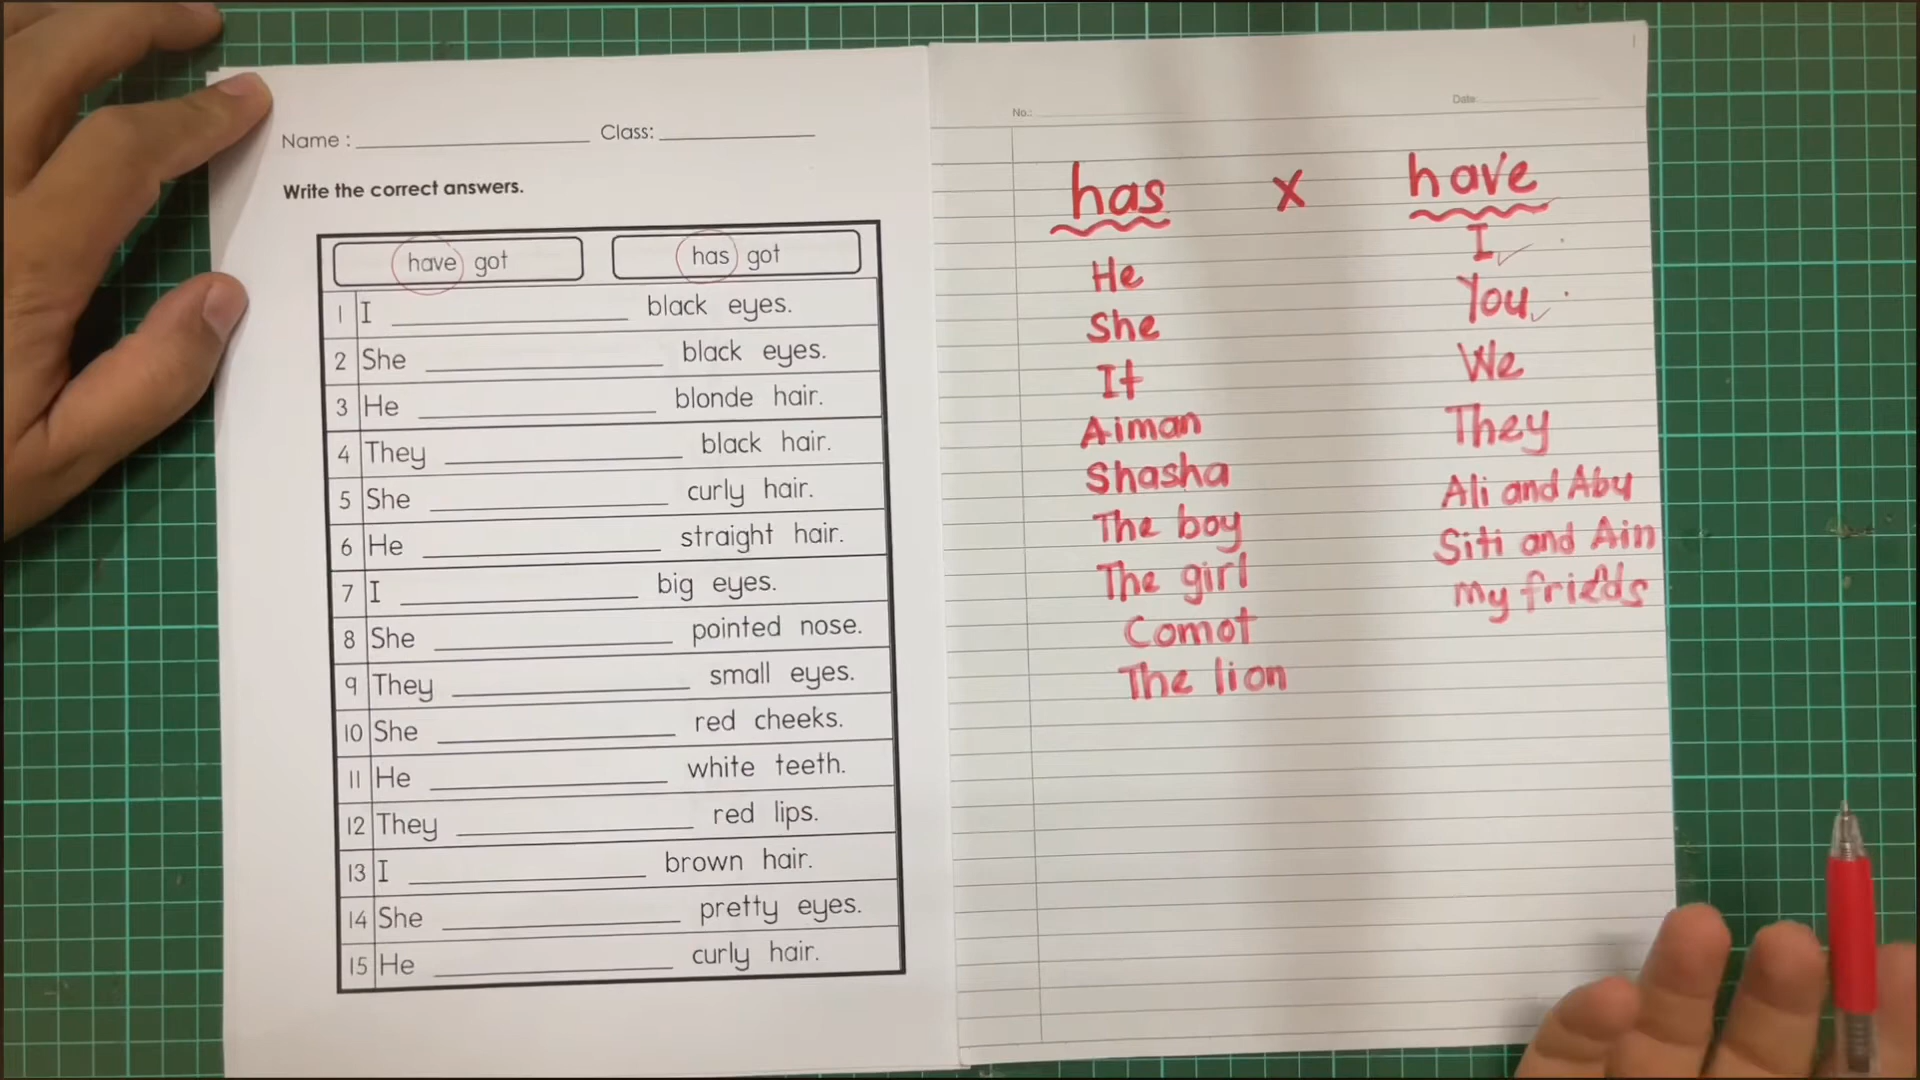 Name : Class:
Write the correct answers.
have got has got
1 I black eyes.
2 She black eyes.
3 He blonde hair.
4 They black hair.
5 She curly hair.
6 He straight hair.
7 I big eyes.
8 She pointed nose.
9 They small eyes.
10 She red cheeks.
11 He white teeth.
12 They red lips.
13 I brown hair.
14 She pretty eyes.
15 He curly hair.
No.: Date:
has x have
He
She
It
Aiman
Shasha
The boy
The girl
Comot
The lion
I
You
We
They
Ali and Abu
Siti and Ain
My